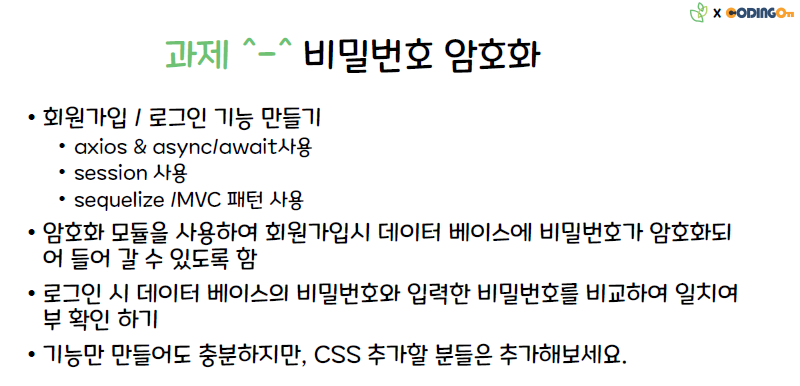 X CODINGOn
과제 ^-^ 비밀번호 암호화
• 회원가입 / 로그인 기능 만들기
• axios & async/await사용
• session 사용
• sequelize /MVC 패턴 사용
• 암호화 모듈을 사용하여 회원가입시 데이터 베이스에 비밀번호가 암호화되
어 들어 갈 수 있도록 함
• 로그인 시 데이터 베이스의 비밀번호와 입력한 비밀번호를 비교하여 일치여
부 확인 하기
• 기능만 만들어도 충분하지만, CSS 추가할 분들은 추가해보세요.